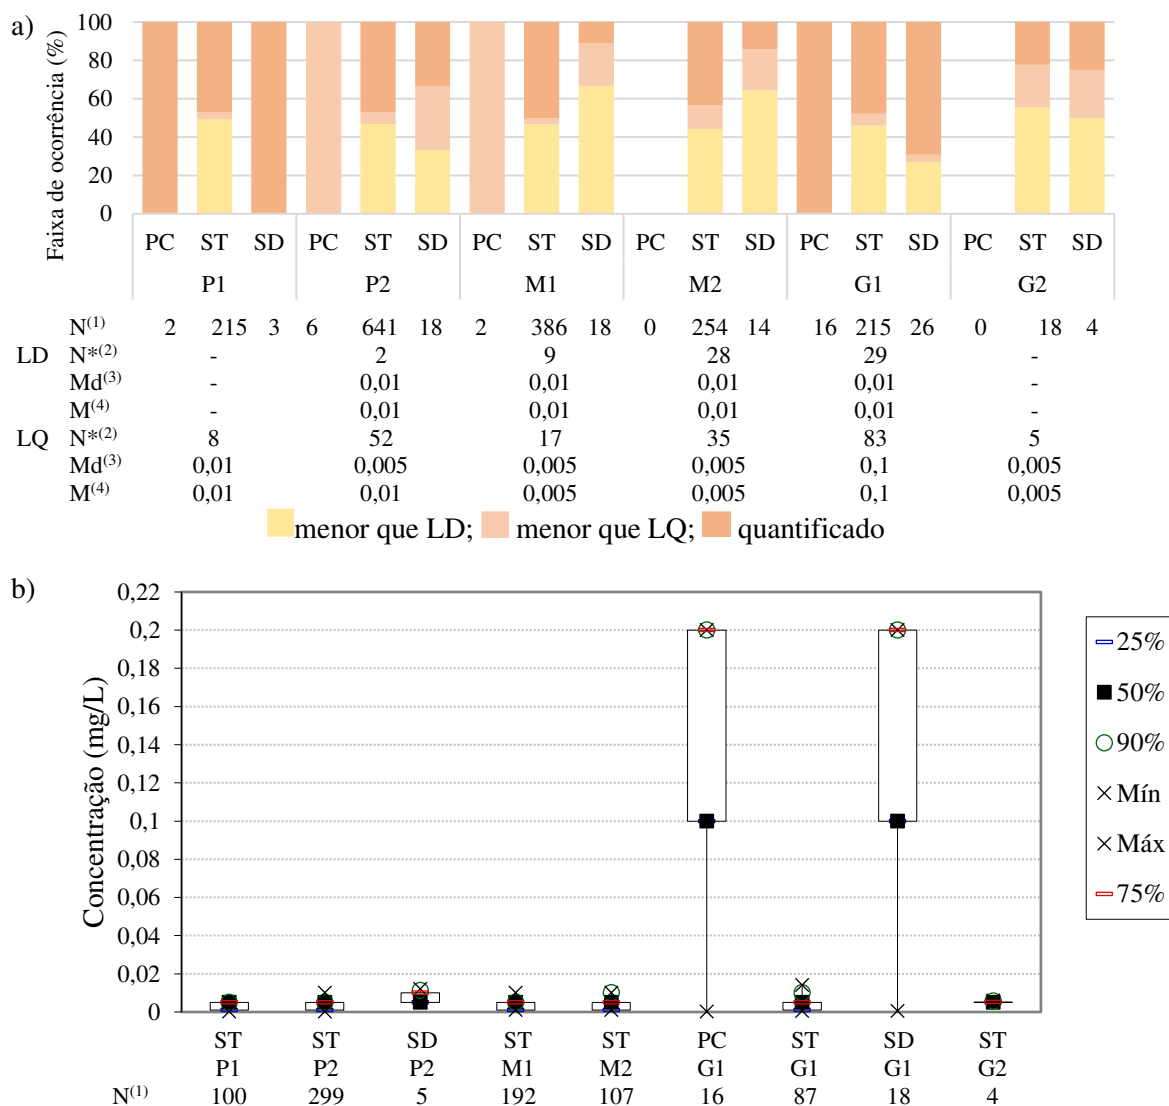 a)
Faixa de ocorrência (%)
100
80
60
40
20
0
PC ST SD PC ST SD PC ST SD PC ST SD PC ST SD PC ST SD
P1 P2 M1 M2 G1 G2
N(1) 2 215 3 6 641 18 2 386 18 0 254 14 16 215 26 0 18 4
LD N*(2) - 2 9 28 29 -
Md(3) - 0,01 0,01 0,01 0,01 -
M(4) - 0,01 0,01 0,01 0,01 -
LQ N*(2) 8 52 17 35 83 5
Md(3) 0,01 0,005 0,005 0,005 0,1 0,005
M(4) 0,01 0,01 0,005 0,005 0,1 0,005
menor que LD; menor que LQ; quantificado
b)
Concentração (mg/L)
0,22
0,2
0,18
0,16
0,14
0,12
0,1
0,08
0,06
0,04
0,02
0
25%
50%
90%
Mín
Máx
75%
ST ST SD ST ST PC ST SD ST
P1 P2 P2 M1 M2 G1 G1 G1 G2
N(1) 100 299 5 192 107 16 87 18 4